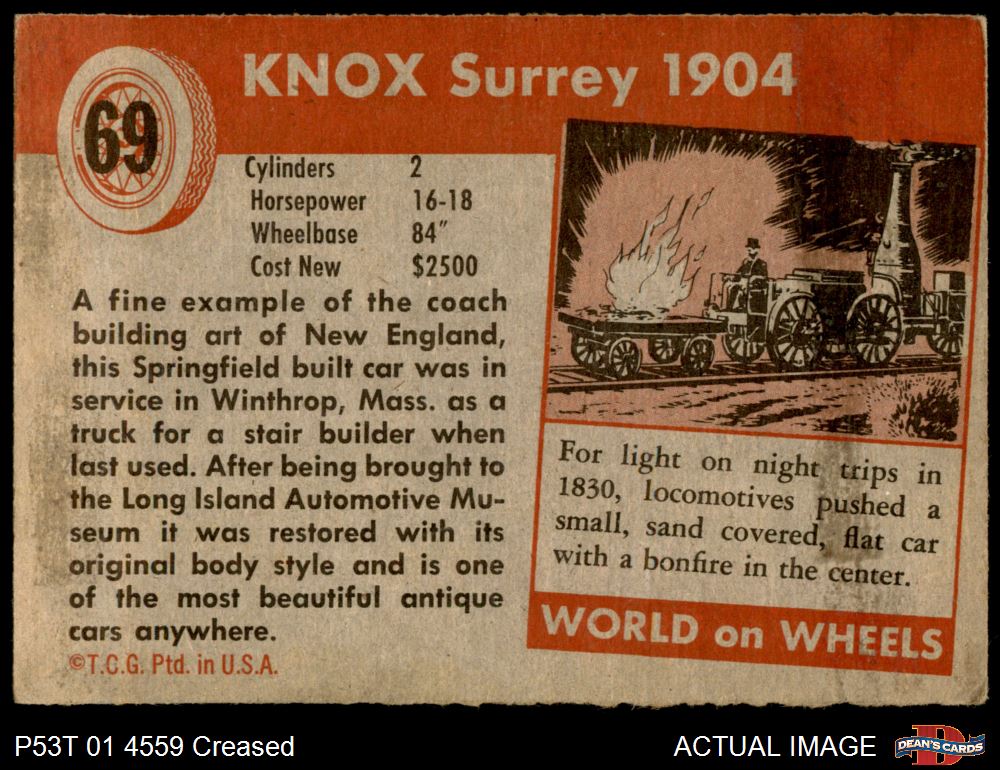 69
KNOX Surrey 1904
Cylinders 2
Horsepower 16-18
Wheelbase 84"
Cost New $2500
A fine example of the coach
building art of New England,
this Springfield built car was in
service in Winthrop, Mass. as a
truck for a stair builder when
last used. After being brought to
the Long Island Automotive Mu-
seum it was restored with its
original body style and is one
of the most beautiful antique
cars anywhere.
©T.C.G. Ptd. in U.S.A.
For light on night trips in
1830, locomotives pushed a
small, sand covered, flat car
with a bonfire in the center.
WORLD on WHEELS
P53T 01 4559 Creased
ACTUAL IMAGE
D
DEAN'S CARDS